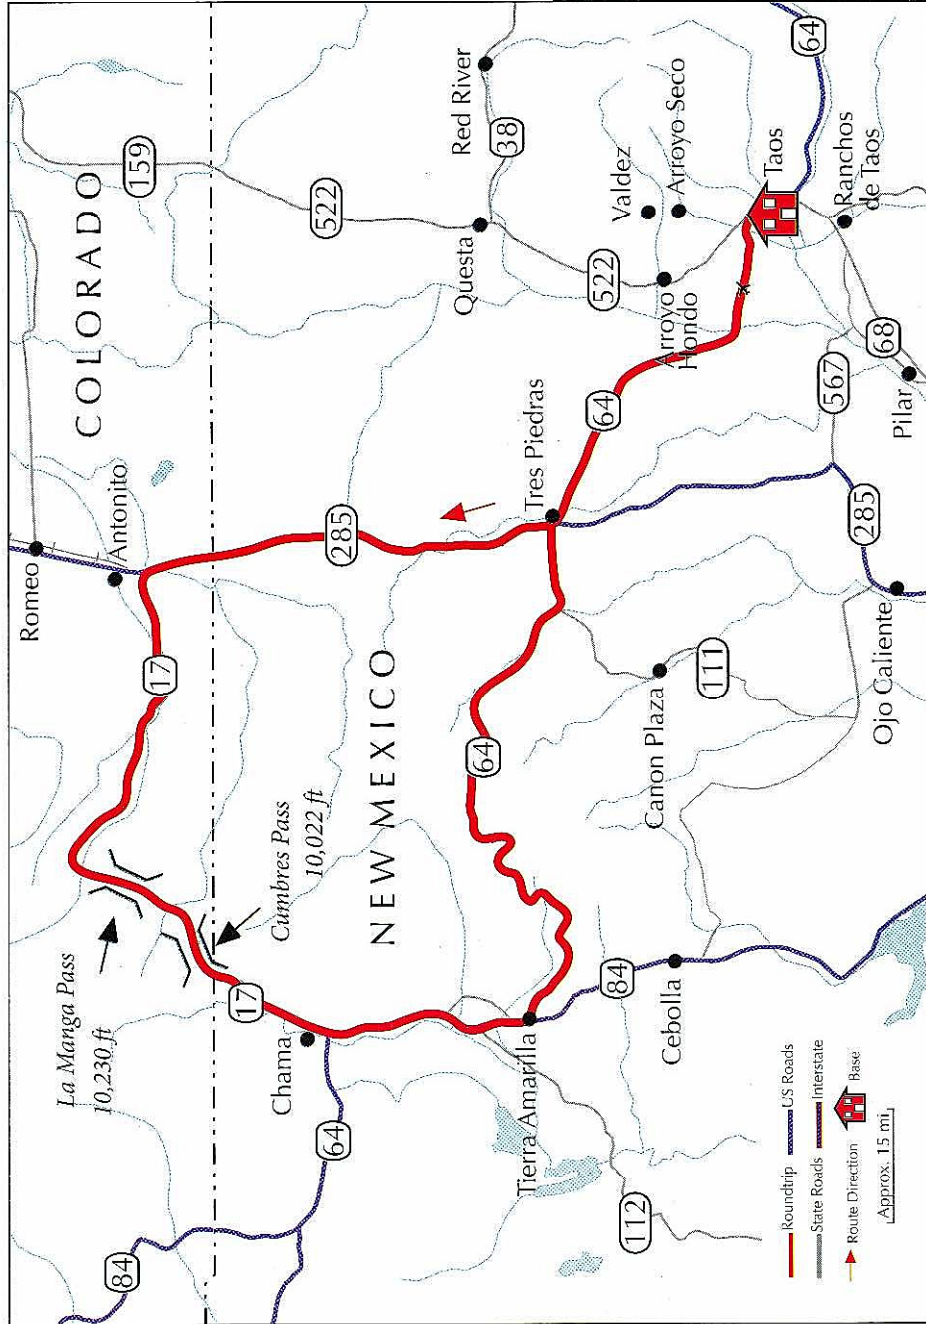 84
La Manga Pass
10,230 ft
17
Romeo
Antonito
COLORADO
159
64
Chama
17
Cumbres Pass
10,022 ft
285
522
NEW MEXICO
64
Tierra Amarilla
Tres Piedras
Questa
Red River
38
112
84
Cebolla
Canon Plaza
111
64
522
Arroyo
Hondo
Valdez
Arroyo Seco
Taos
64
Ojo Caliente
285
567
68
Pilar
Ranchos
de Taos
Roundtrip
US Roads
State Roads
Interstate
Route Direction
Base
Approx. 15 mi.